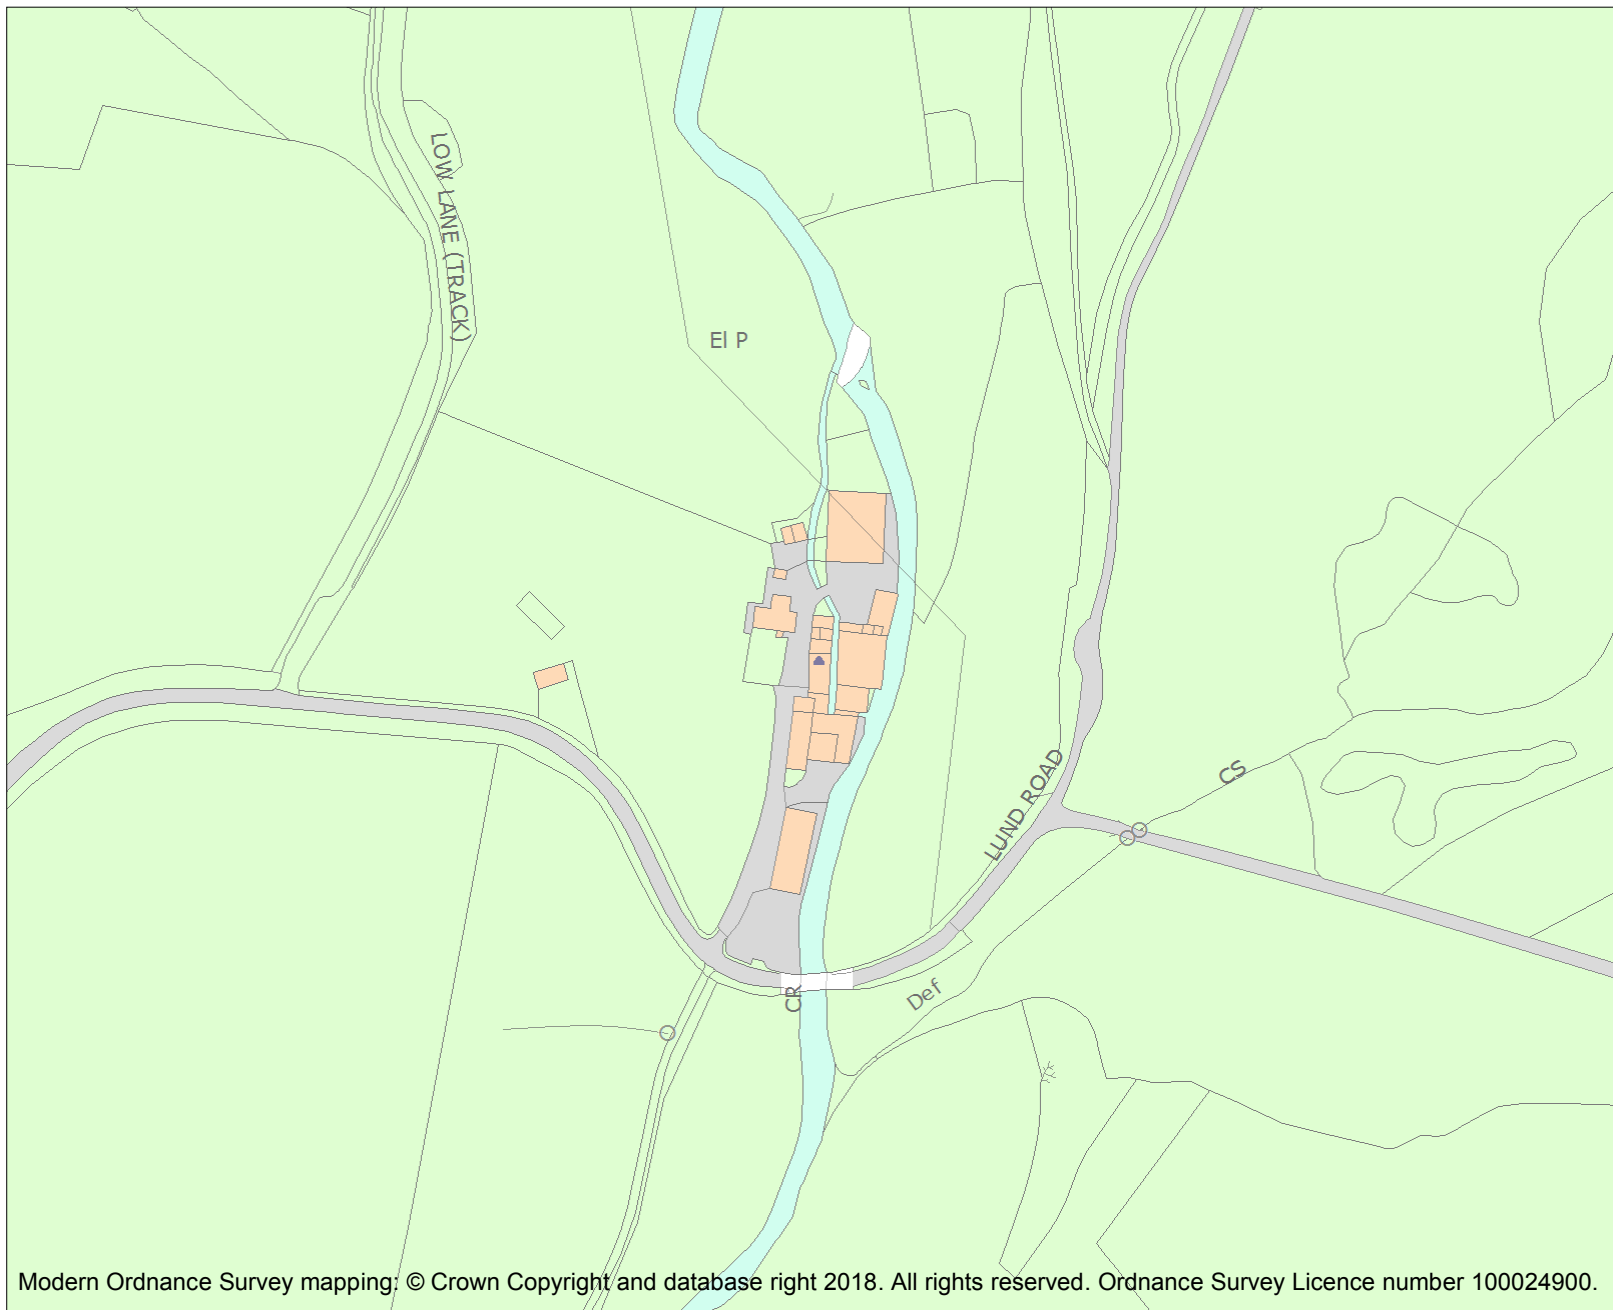 LOW LANE (TRACK)
El P
LUND ROAD
CS
CR
Def
Modern Ordnance Survey mapping: © Crown Copyright and database right 2018. All rights reserved. Ordnance Survey Licence number 100024900.